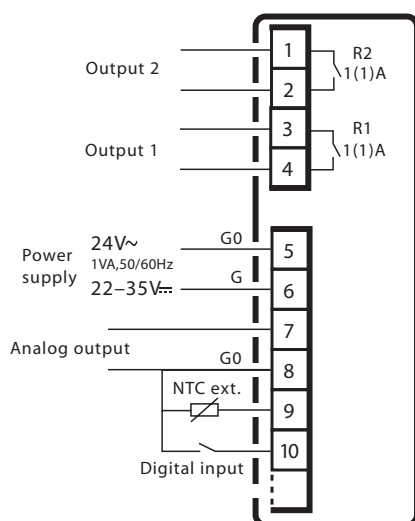 1
R2
Output 2
1(1)A
2
3
R1
Output 1
1(1)A
4
24V~
G0
5
Power
supply
1VA,50/60Hz
22–35V⎓
G
6
7
Analog output
G0
8
NTC ext.
9
10
Digital input